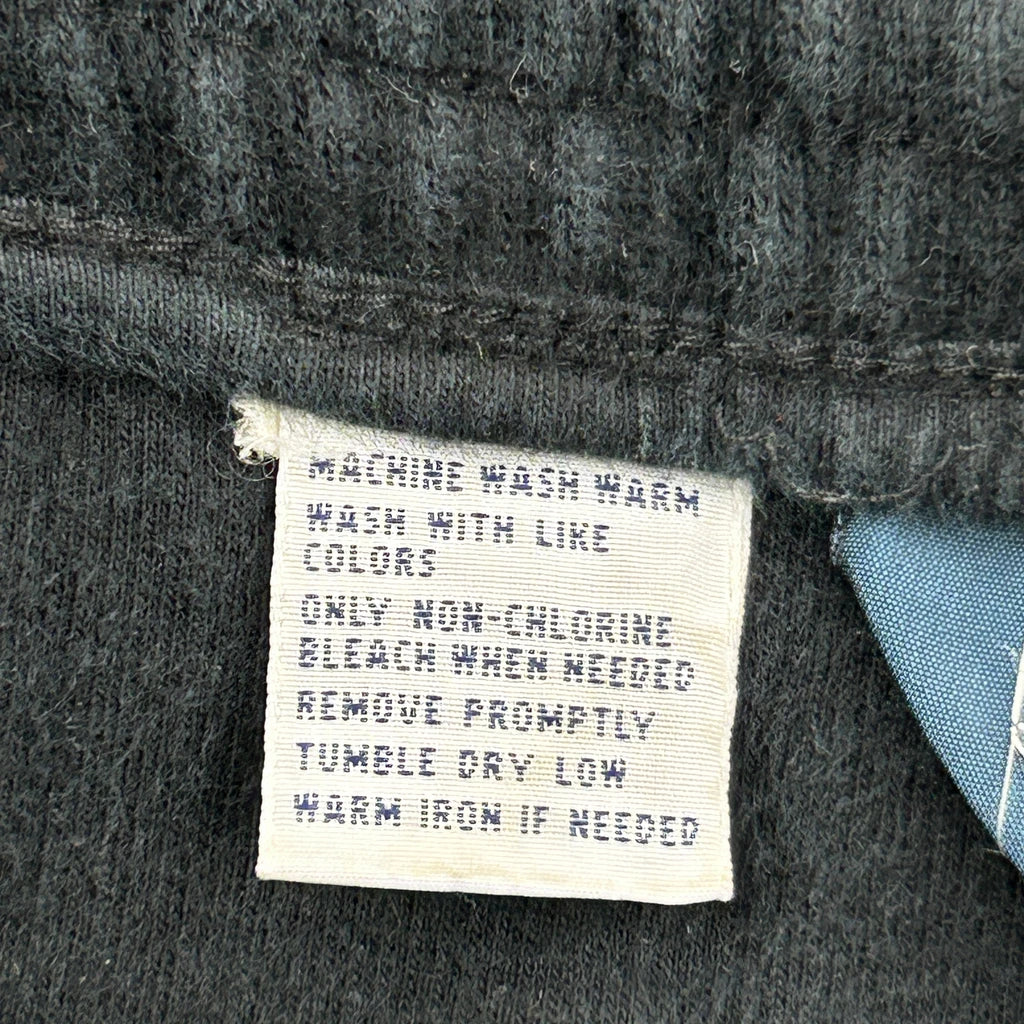 MACHINE WASH WARM
WASH WITH LIKE
COLORS
ONLY NON-CHLORINE
BLEACH WHEN NEEDED
REMOVE PROMPTLY
TUMBLE DRY LOW
WARM IRON IF NEEDED